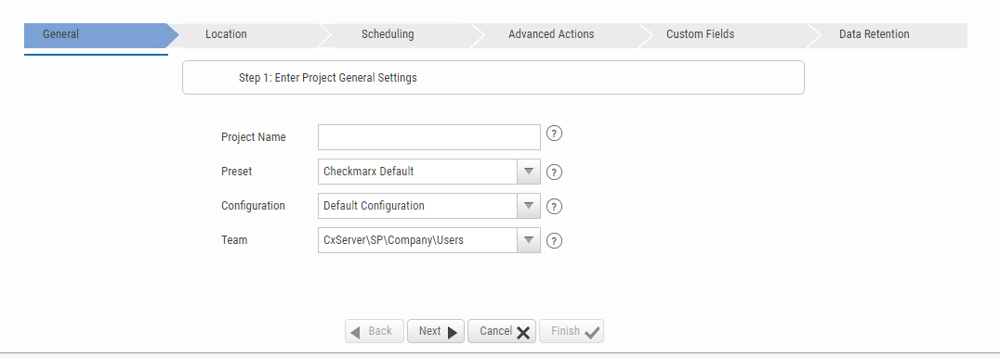 General Location Scheduling Advanced Actions Custom Fields Data Retention
Step 1: Enter Project General Settings
Project Name ?
Preset Checkmarx Default ?
Configuration Default Configuration ?
Team CxServer\SP\Company\Users ?
Back Next Cancel Finish